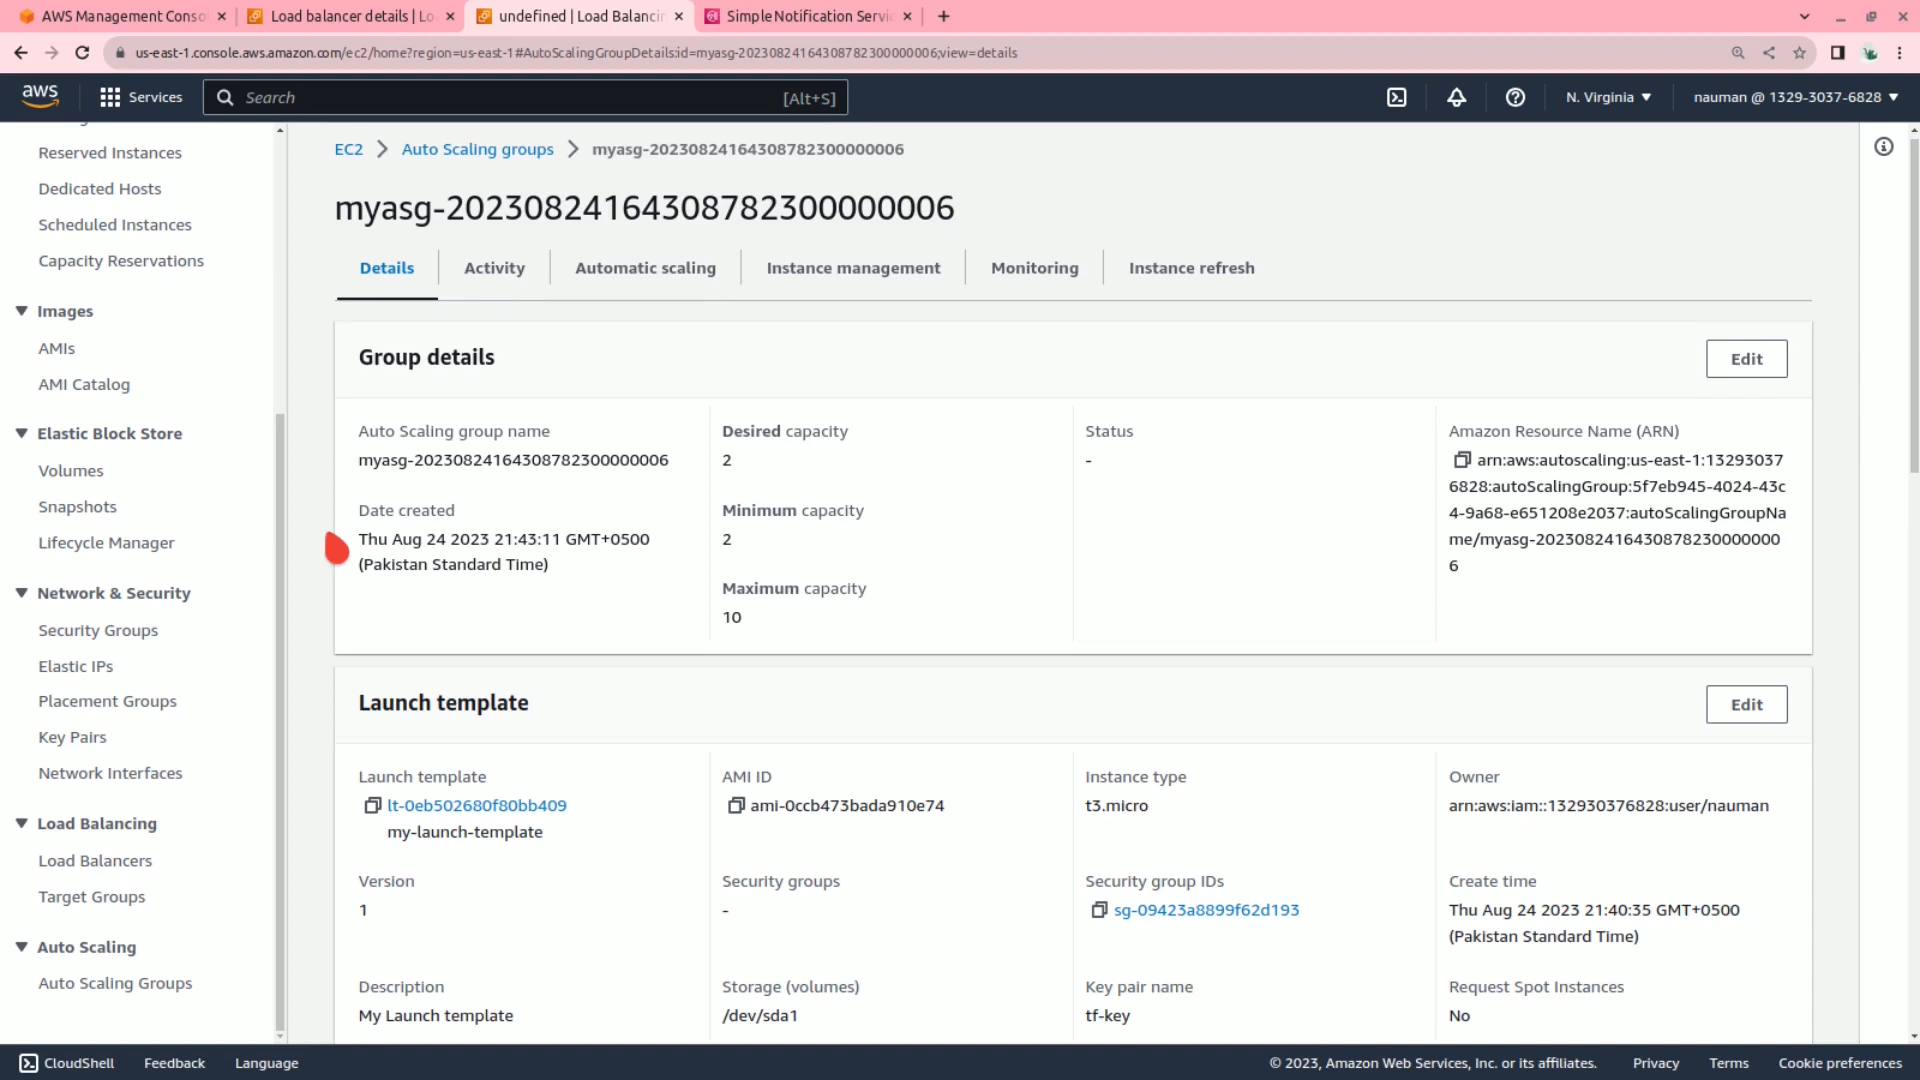 AWS Management Conso
Load balancer details | Lo
undefined | Load Balancin
Simple Notification Servi
us-east-1.console.aws.amazon.com/ec2/home?region=us-east-1#AutoScalingGroupDetails:id=myasg-20230824164308782300000006;view=details
aws
Services
Search
[Alt+S]
N. Virginia
nauman @ 1329-3037-6828
Reserved Instances
Dedicated Hosts
Scheduled Instances
Capacity Reservations
Images
AMIs
AMI Catalog
Elastic Block Store
Volumes
Snapshots
Lifecycle Manager
Network & Security
Security Groups
Elastic IPs
Placement Groups
Key Pairs
Network Interfaces
Load Balancing
Load Balancers
Target Groups
Auto Scaling
Auto Scaling Groups
EC2 > Auto Scaling groups > myasg-20230824164308782300000006
myasg-20230824164308782300000006
Details
Activity
Automatic scaling
Instance management
Monitoring
Instance refresh
Group details
Edit
Auto Scaling group name
myasg-20230824164308782300000006
Date created
Thu Aug 24 2023 21:43:11 GMT+0500
(Pakistan Standard Time)
Desired capacity
2
Minimum capacity
2
Maximum capacity
10
Status
-
Amazon Resource Name (ARN)
arn:aws:autoscaling:us-east-1:13293037
6828:autoScalingGroup:5f7eb945-4024-43c
4-9a68-e651208e2037:autoScalingGroupNa
me/myasg-2023082416430878230000000
6
Launch template
Edit
Launch template
lt-0eb502680f80bb409
my-launch-template
AMI ID
ami-0ccb473bada910e74
Instance type
t3.micro
Owner
arn:aws:iam::132930376828:user/nauman
Version
1
Security groups
-
Security group IDs
sg-09423a8899f62d193
Create time
Thu Aug 24 2023 21:40:35 GMT+0500
(Pakistan Standard Time)
Description
My Launch template
Storage (volumes)
/dev/sda1
Key pair name
tf-key
Request Spot Instances
No
CloudShell
Feedback
Language
© 2023, Amazon Web Services, Inc. or its affiliates.
Privacy
Terms
Cookie preferences